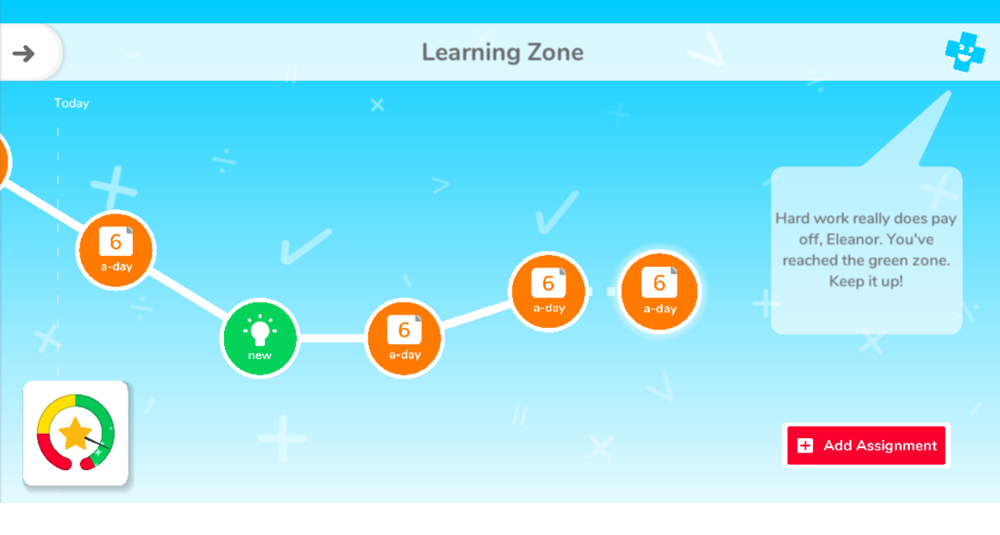 Learning Zone
Today
6
a-day
new
6
a-day
6
a-day
6
a-day
Hard work really does pay
off, Eleanor. You've
reached the green zone.
Keep it up!
Add Assignment